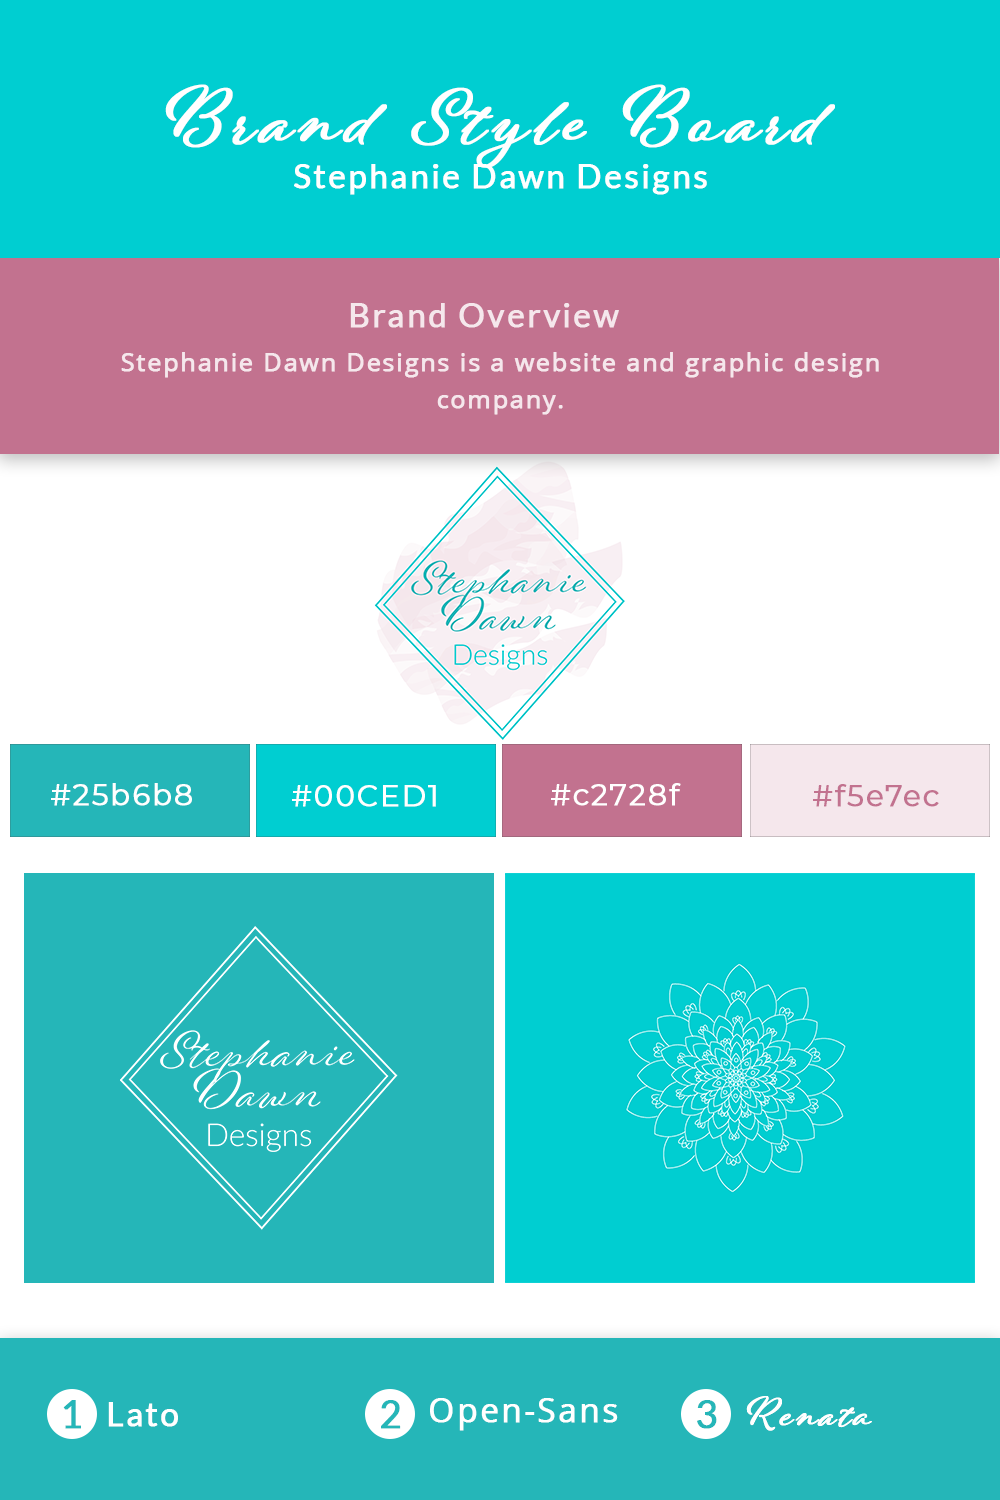 Brand Style Board
Stephanie Dawn Designs
Brand Overview
Stephanie Dawn Designs is a website and graphic design
company.
Stephanie
Dawn
Designs
#25b6b8
#00CED1
#c2728f
#f5e7ec
Stephanie
Dawn
Designs
1 Lato
2 Open-Sans
3 Renata